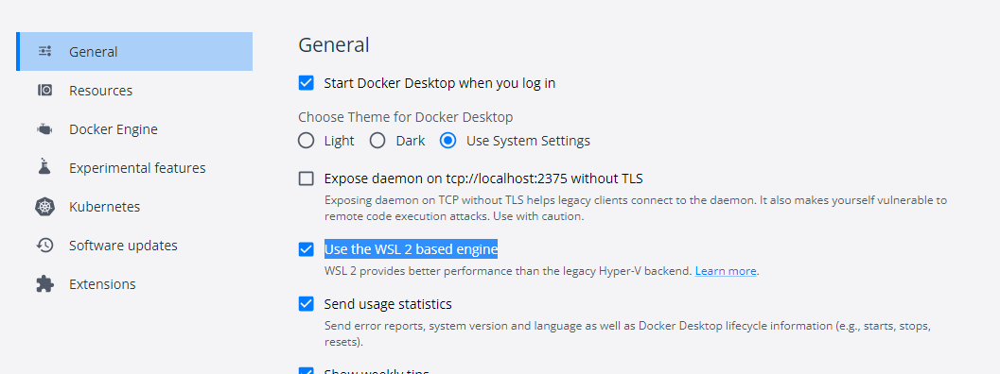 General
Resources
Docker Engine
Experimental features
Kubernetes
Software updates
Extensions
General
Start Docker Desktop when you log in
Choose Theme for Docker Desktop
Light Dark Use System Settings
Expose daemon on tcp://localhost:2375 without TLS
Exposing daemon on TCP without TLS helps legacy clients connect to the daemon. It also makes yourself vulnerable to
remote code execution attacks. Use with caution.
Use the WSL 2 based engine
WSL 2 provides better performance than the legacy Hyper-V backend. Learn more.
Send usage statistics
Send error reports, system version and language as well as Docker Desktop lifecycle information (e.g., starts, stops,
resets).
Show weekly tips